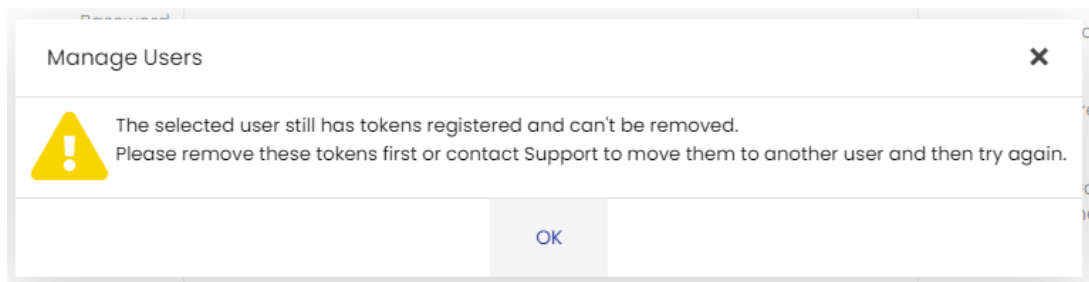 Manage Users
The selected user still has tokens registered and can't be removed.
Please remove these tokens first or contact Support to move them to another user and then try again.
OK